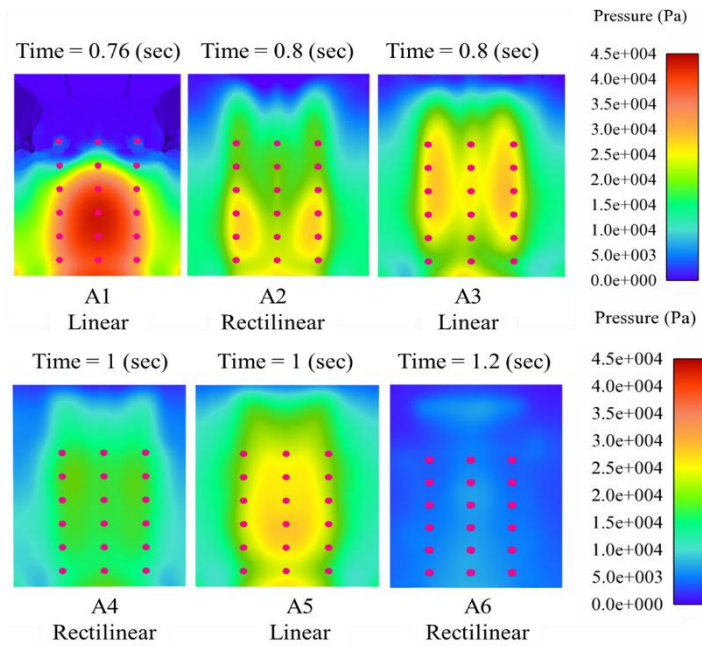 Pressure (Pa)
Time = 0.76 (sec)
Time = 0.8 (sec)
Time = 0.8 (sec)
4.5e+004
4.0e+004
3.5e+004
3.0e+004
2.5e+004
2.0e+004
1.5e+004
1.0e+004
5.0e+003
0.0e+000
A1
Linear
A2
Rectilinear
A3
Linear
Pressure (Pa)
Time = 1 (sec)
Time = 1 (sec)
Time = 1.2 (sec)
4.5e+004
4.0e+004
3.5e+004
3.0e+004
2.5e+004
2.0e+004
1.5e+004
1.0e+004
5.0e+003
0.0e+000
A4
Rectilinear
A5
Linear
A6
Rectilinear